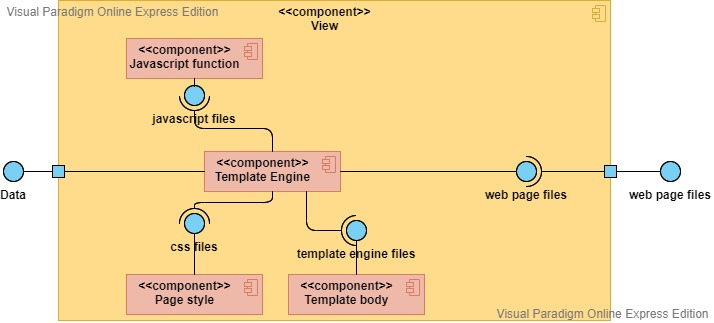 Visual Paradigm Online Express Edition
<<component>>
View
<<component>>
Javascript function
javascript files
<<component>>
Template Engine
Data
web page files
web page files
css files
template engine files
<<component>>
Page style
<<component>>
Template body
Visual Paradigm Online Express Edition